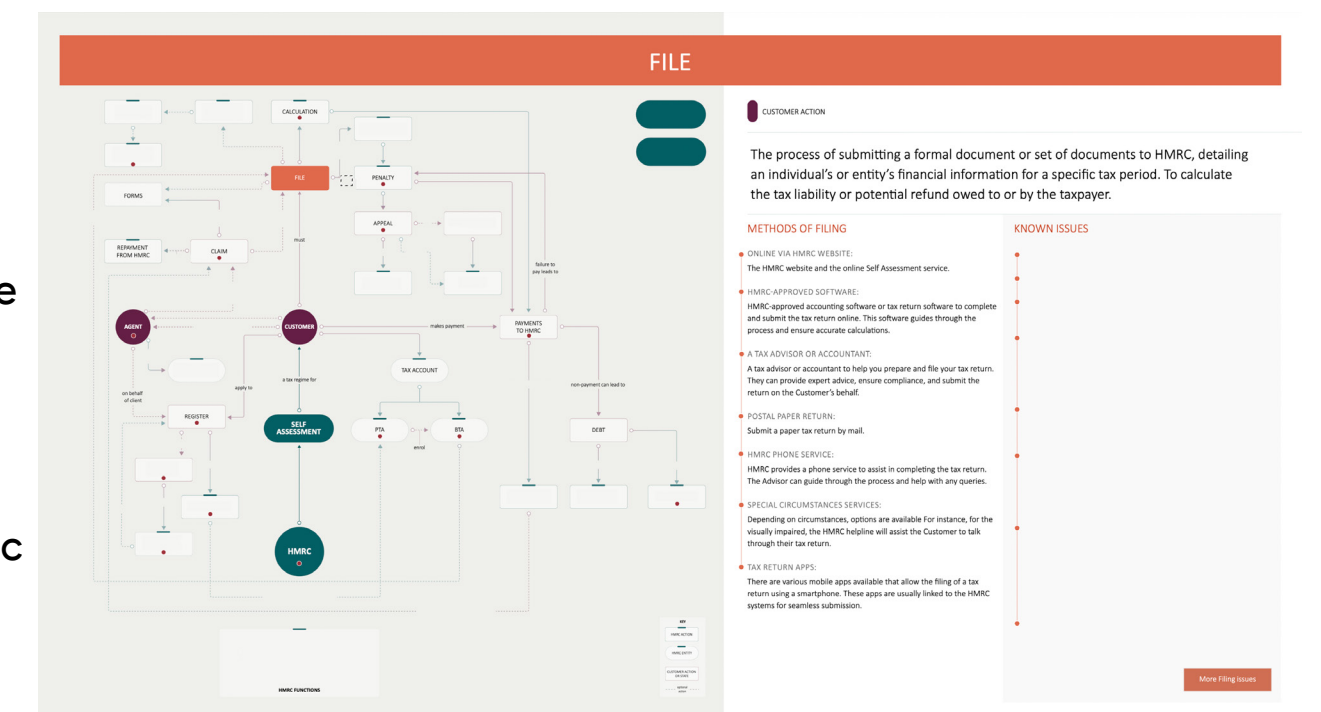 FILE
CALCULATION
FILE
PENALTY
FORMS
APPEAL
must
REPAYMENT
FROM HMRC
CLAIM
failure to
pay leads to
e
AGENT
CUSTOMER
makes payment
PAYMENTS
TO HMRC
TAX ACCOUNT
a tax regime for
apply to
non-payment can lead to
on behalf
of client
REGISTER
SELF
ASSESSMENT
PTA
BTA
DEBT
enrol
c
HMRC
KEY
HMRC ACTION
HMRC ENTITY
CUSTOMER ACTION
OR STATE
optional
action
HMRC FUNCTIONS
CUSTOMER ACTION
The process of submitting a formal document or set of documents to HMRC, detailing
an individual's or entity's financial information for a specific tax period. To calculate
the tax liability or potential refund owed to or by the taxpayer.
METHODS OF FILING
ONLINE VIA HMRC WEBSITE:
The HMRC website and the online Self Assessment service.
HMRC-APPROVED SOFTWARE:
HMRC-approved accounting software or tax return software to complete
and submit the tax return online. This software guides through the
process and ensure accurate calculations.
A TAX ADVISOR OR ACCOUNTANT:
A tax advisor or accountant to help you prepare and file your tax return.
They can provide expert advice, ensure compliance, and submit the
return on the Customer's behalf.
POSTAL PAPER RETURN:
Submit a paper tax return by mail.
HMRC PHONE SERVICE:
HMRC provides a phone service to assist in completing the tax return.
The Advisor can guide through the process and help with any queries.
SPECIAL CIRCUMSTANCES SERVICES:
Depending on circumstances, options are available For instance, for the
visually impaired, the HMRC helpline will assist the Customer to talk
through their tax return.
TAX RETURN APPS:
There are various mobile apps available that allow the filing of a tax
return using a smartphone. These apps are usually linked to the HMRC
systems for seamless submission.
KNOWN ISSUES
More Filing issues